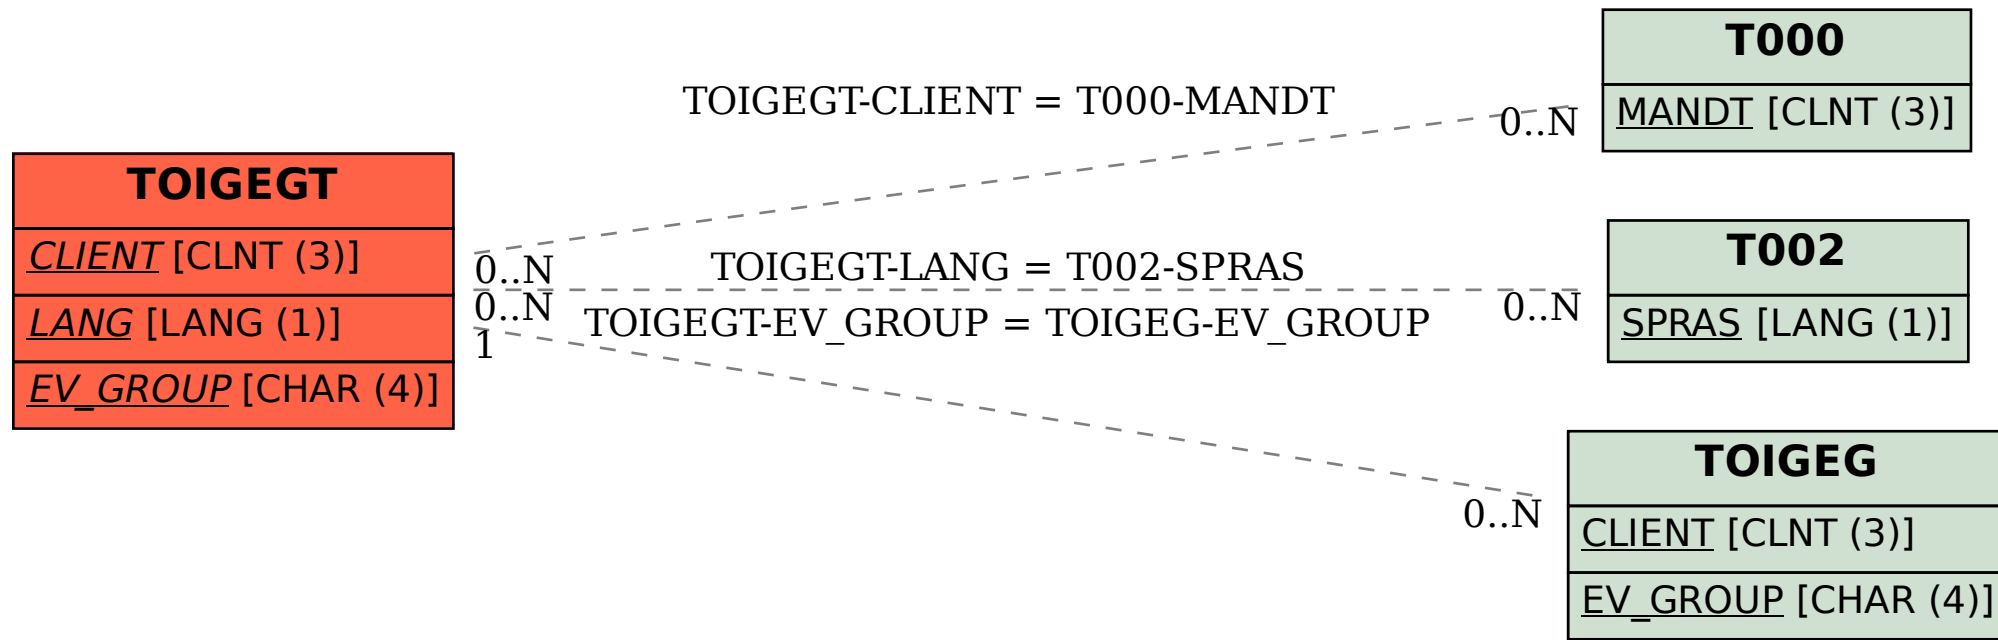 TOIGEGT
CLIENT [CLNT (3)]
LANG [LANG (1)]
EV_GROUP [CHAR (4)]
TOIGEGT-CLIENT = T000-MANDT
0..N
0..N
TOIGEGT-LANG = T002-SPRAS
0..N
0..N
TOIGEGT-EV_GROUP = TOIGEG-EV_GROUP
1
0..N
T000
MANDT [CLNT (3)]
T002
SPRAS [LANG (1)]
TOIGEG
CLIENT [CLNT (3)]
EV_GROUP [CHAR (4)]